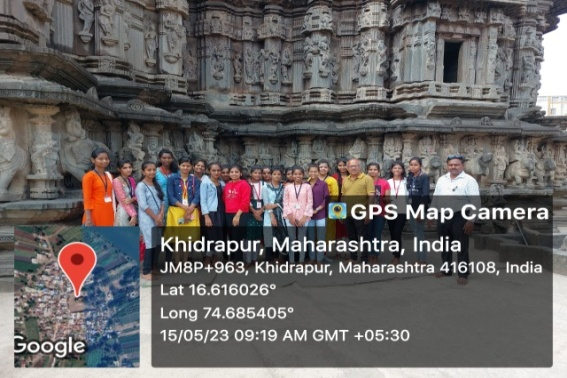 GPS Map Camera
Khidrapur, Maharashtra, India
JM8P+963, Khidrapur, Maharashtra 416108, India
Lat 16.616026°
Long 74.685405°
15/05/23 09:19 AM GMT +05:30
Google